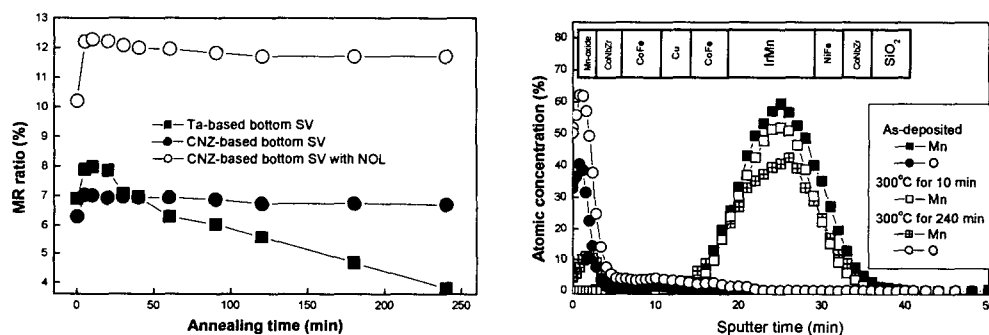 13
12
11
10
9
8
7
6
5
4
MR ratio (%)
Ta-based bottom SV
CNZ-based bottom SV
CNZ-based bottom SV with NOL
0 50 100 150 200 250
Annealing time (min)
80
70
60
50
40
30
20
10
0
Atomic concentration (%)
Mn-oxide
CoNbZr
CoFe
Cu
CoFe
IrMn
NiFe
CoNbZr
SiO2
As-deposited
Mn
O
300°C for 10 min
Mn
300°C for 240 min
Mn
O
0 10 20 30 40 50
Sputter time (min)